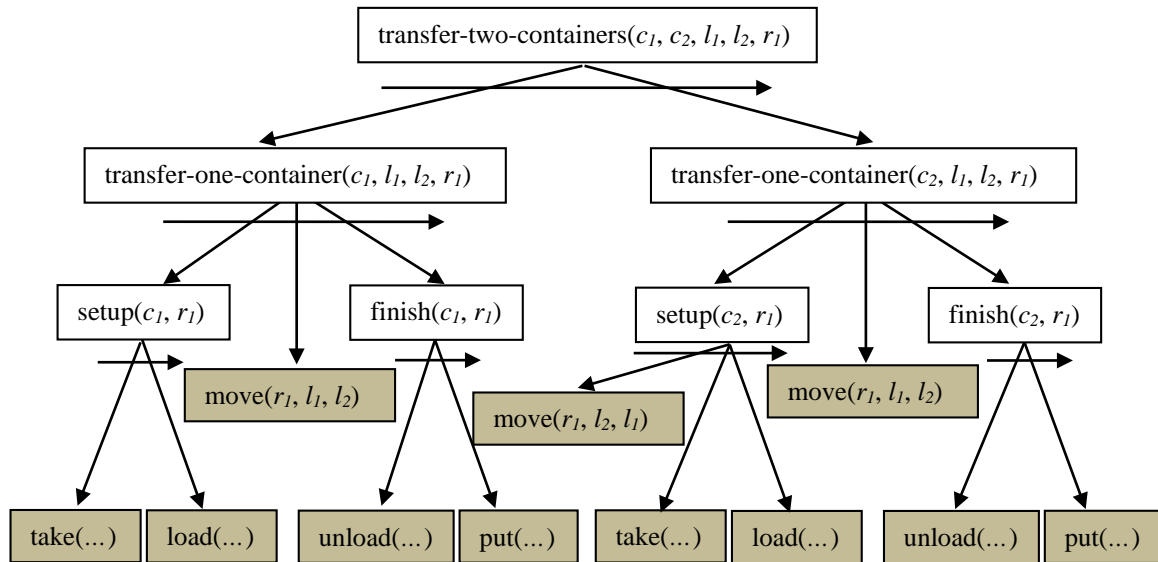 transfer-two-containers(c1, c2, l1, l2, r1)
transfer-one-container(c1, l1, l2, r1)
transfer-one-container(c2, l1, l2, r1)
setup(c1, r1)
finish(c1, r1)
setup(c2, r1)
finish(c2, r1)
move(r1, l1, l2)
move(r1, l2, l1)
move(r1, l1, l2)
take(...)
load(...)
unload(...)
put(...)
take(...)
load(...)
unload(...)
put(...)